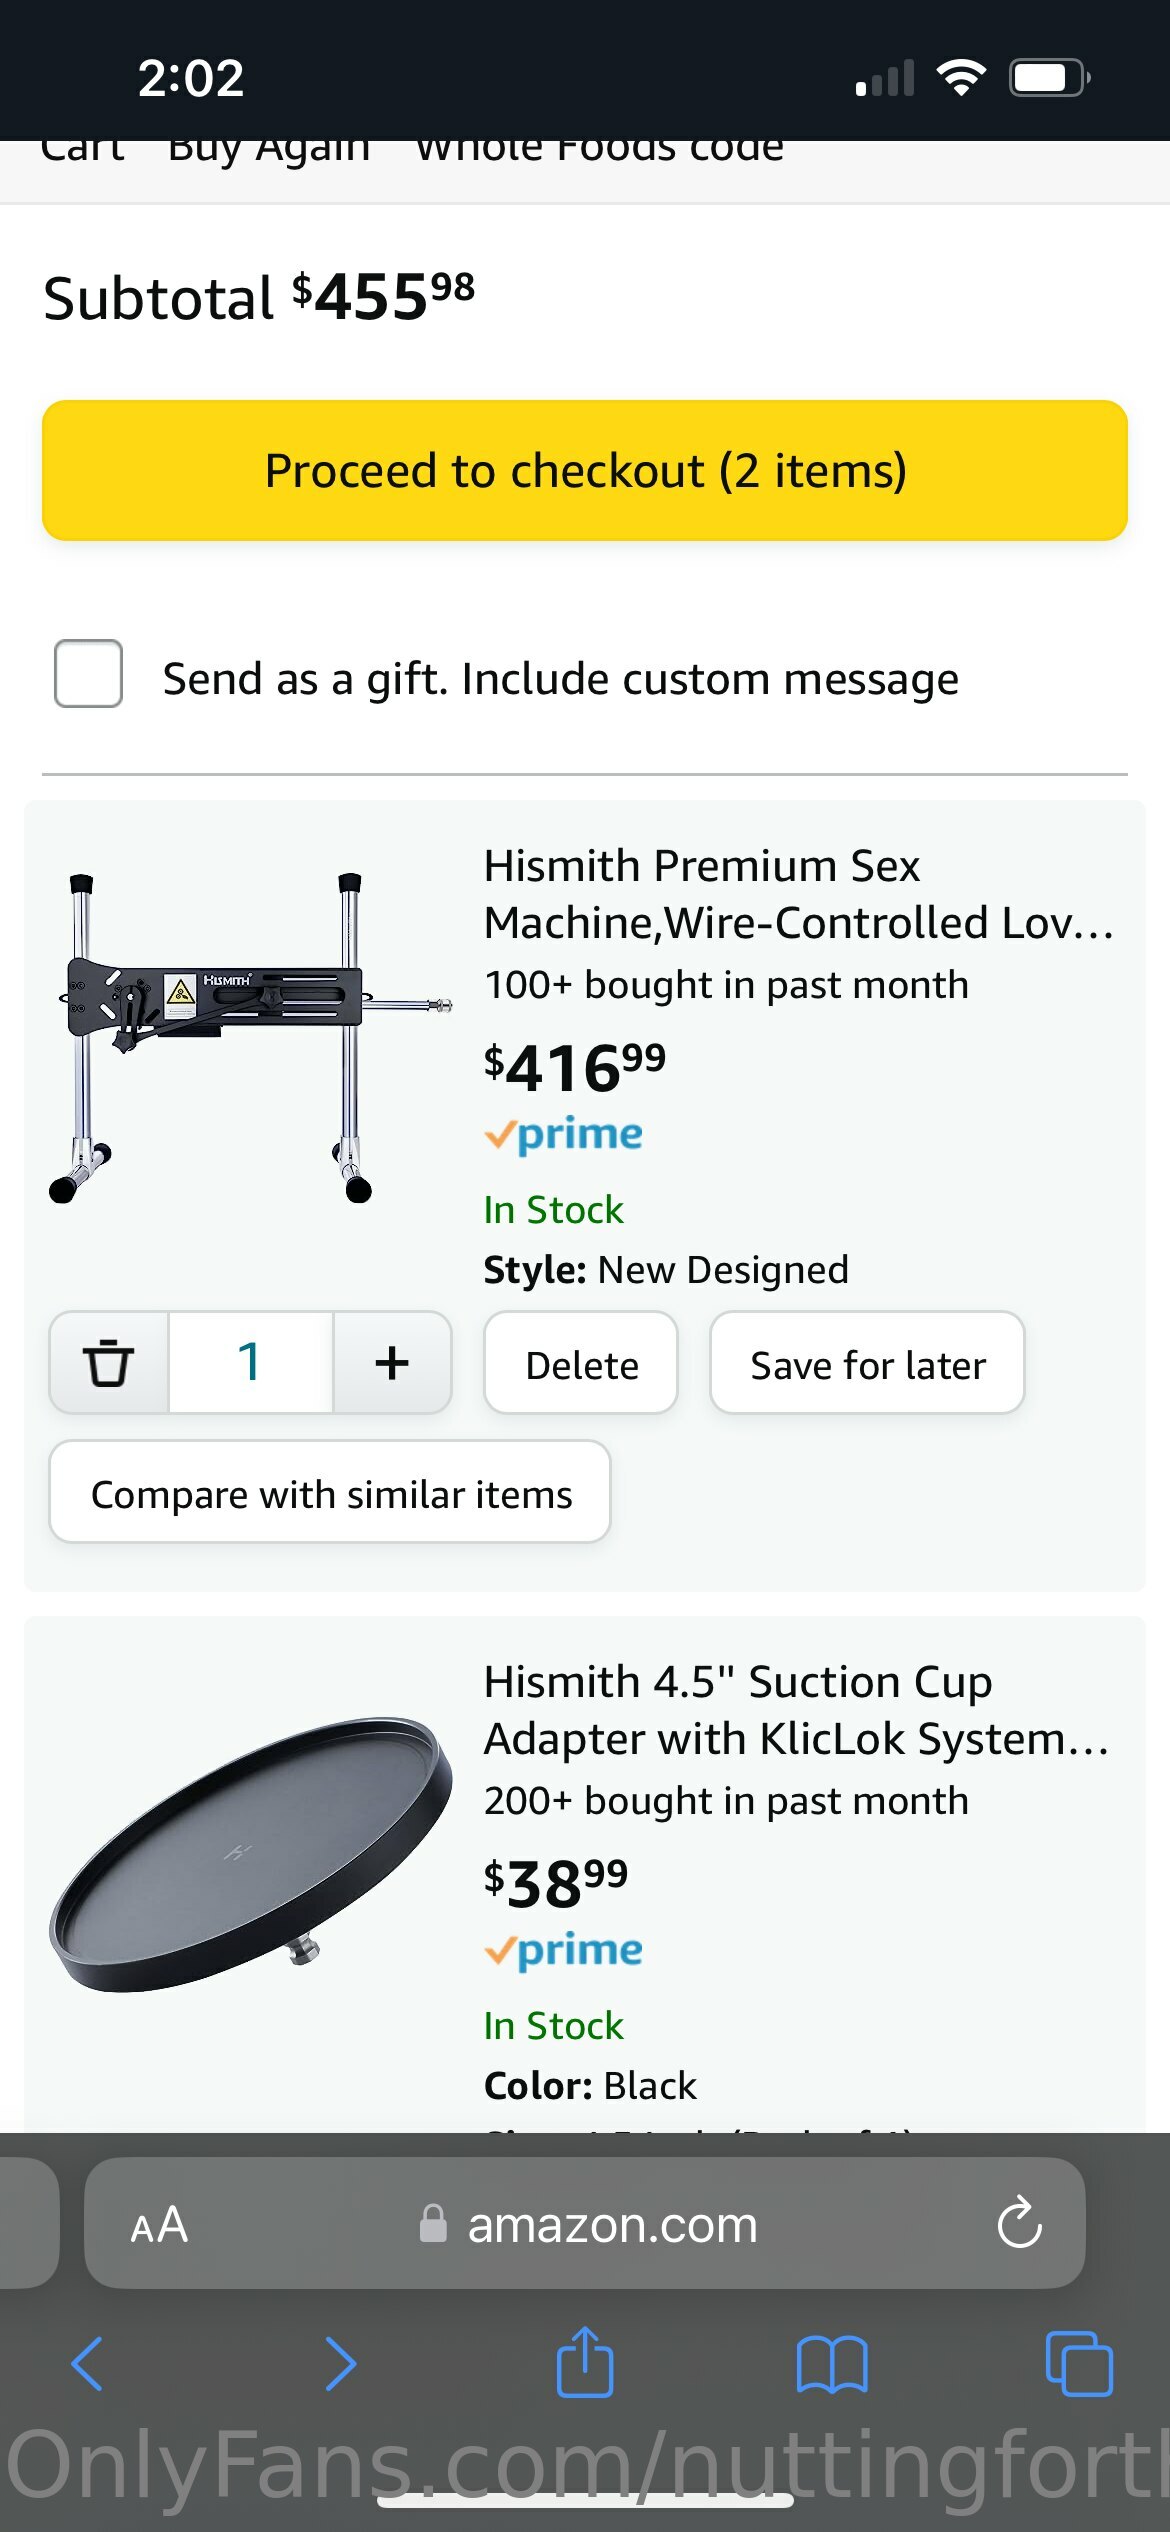 2:02
Cart Buy Again Whole Foods code
Subtotal $455.98
Proceed to checkout (2 items)
Send as a gift. Include custom message
HISMITH
Hismith Premium Sex
Machine,Wire-Controlled Lov...
100+ bought in past month
$416.99
prime
In Stock
Style: New Designed
1 +
Delete
Save for later
Compare with similar items
Hismith 4.5" Suction Cup
Adapter with KlicLok System...
200+ bought in past month
$38.99
prime
In Stock
Color: Black
AA amazon.com
OnlyFans.com/nuttingfort